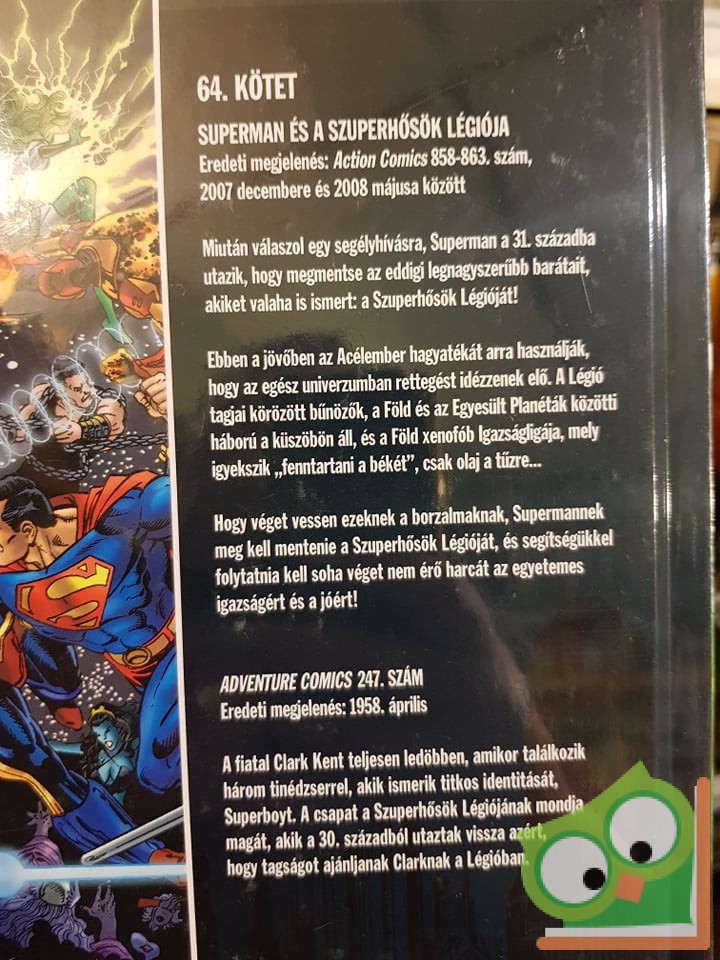 64. KÖTET
SUPERMAN ÉS A SZUPERHŐSÖK LÉGIÓJA
Eredeti megjelenés: Action Comics 858-863. szám,
2007 decembere és 2008 májusa között
Miután válaszol egy segélyhívásra, Superman a 31. századba
utazik, hogy megmentse az eddigi legnagyszerűbb barátait,
akiket valaha is ismert: a Szuperhősök Légióját!
Ebben a jövőben az Acélember hagyatékát arra használják,
hogy az egész univerzumban rettegést idézzenek elő. A Légió
tagjai körözött bűnözők, a Föld és az Egyesült Planéták közötti
háború a küszöbön áll, és a Föld xenofób Igazságligája, mely
igyekszik „fenntartani a békét”, csak olaj a tűzre...
Hogy véget vessen ezeknek a borzalmaknak, Supermannek
meg kell mentenie a Szuperhősök Légióját, és segítségükkel
folytatnia kell soha véget nem érő harcát az egyetemes
igazságért és a jóért!
ADVENTURE COMICS 247. SZÁM
Eredeti megjelenés: 1958. április
A fiatal Clark Kent teljesen ledöbben, amikor találkozik
három tinédzserrel, akik ismerik titkos identitását,
Superboyt. A csapat a Szuperhősök Légiójának mondja
magát, akik a 30. századból utaztak vissza azért,
hogy tagságot ajánljanak Clarknak a Légióban.